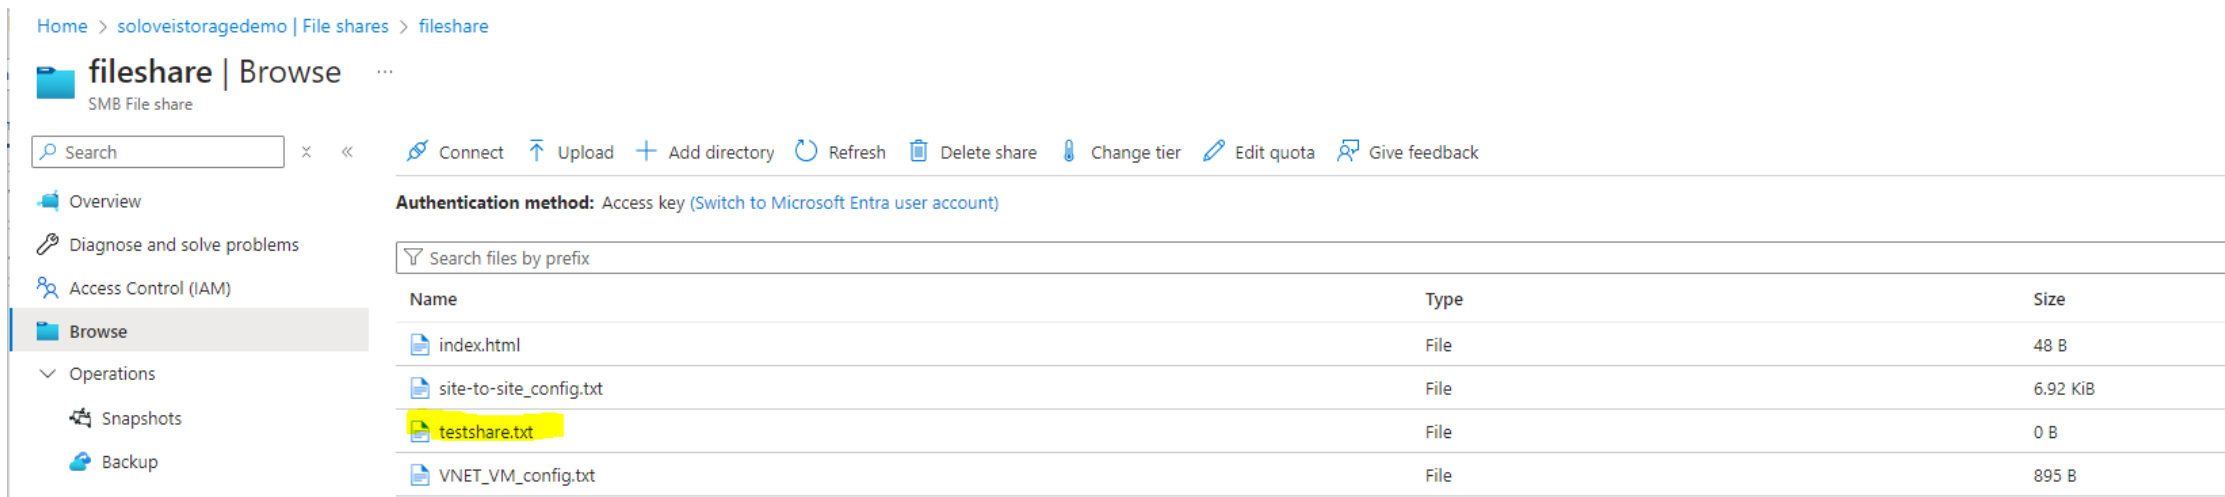 Home > soloveistoragedemo | File shares > fileshare
fileshare | Browse ...
SMB File share
Search
Connect Upload Add directory Refresh Delete share Change tier Edit quota Give feedback
Overview
Diagnose and solve problems
Access Control (IAM)
Browse
Operations
Snapshots
Backup
Authentication method: Access key (Switch to Microsoft Entra user account)
Search files by prefix
Name Type Size
index.html File 48 B
site-to-site_config.txt File 6.92 KiB
testshare.txt File 0 B
VNET_VM_config.txt File 895 B